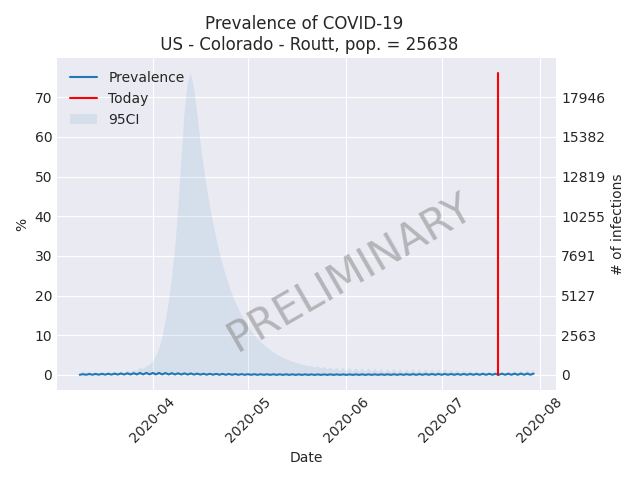 Prevalence of COVID-19
US - Colorado - Routt, pop. = 25638
Prevalence
Today
95CI
70
60
50
40
30
20
10
0
%
17946
15382
12819
10255
7691
5127
2563
0
# of infections
PRELIMINARY
2020-04
2020-05
2020-06
2020-07
2020-08
Date